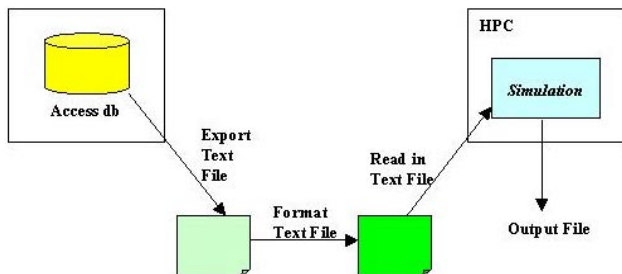 HPC
Simulation
Access db
Export
Text
File
Read in
Text File
Format
Text File
Output File